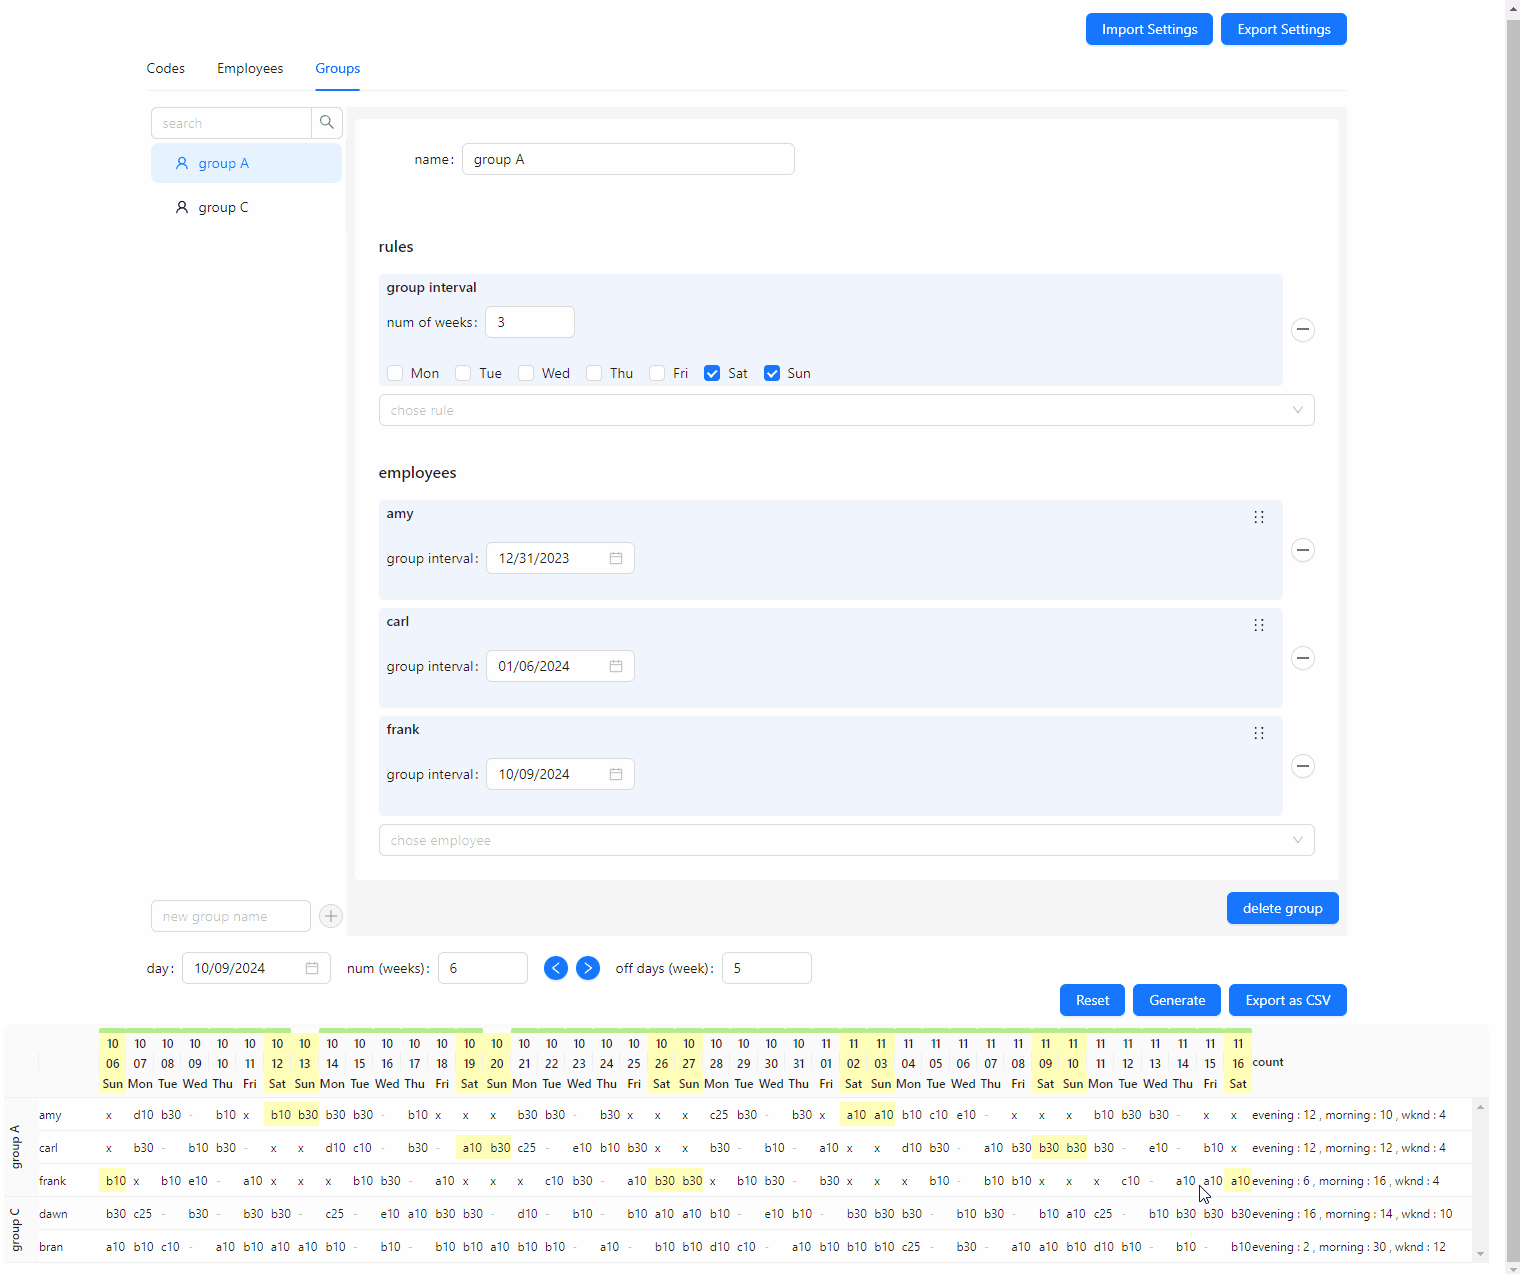 Import Settings Export Settings
Codes Employees Groups
search
group A
group C
name: group A
rules
group interval
num of weeks: 3
Mon Tue Wed Thu Fri Sat Sun
chose rule
employees
amy
group interval: 12/31/2023
carl
group interval: 01/06/2024
frank
group interval: 10/09/2024
chose employee
new group name
delete group
day: 10/09/2024 num (weeks): 6 off days (week): 5
Reset Generate Export as CSV
10 10 10 10 10 10 10 10 10 10 10 10 10 10 10 10 10 10 10 10 10 10 10 10 10 10 11 11 11 11 11 11 11 11 11 11 11 11 11 11 11 11
06 07 08 09 10 11 12 13 14 15 16 17 18 19 20 21 22 23 24 25 26 27 28 29 30 31 01 02 03 04 05 06 07 08 09 10 11 12 13 14 15 16 count
Sun Mon Tue Wed Thu Fri Sat Sun Mon Tue Wed Thu Fri Sat Sun Mon Tue Wed Thu Fri Sat Sun Mon Tue Wed Thu Fri Sat Sun Mon Tue Wed Thu Fri Sat Sun Mon Tue Wed Thu Fri Sat
group A
amy x d10 b30 - b10 x b10 b30 b30 b30 - b10 x x x b30 b30 - b30 x x x c25 b30 - b30 x a10 a10 b10 c10 e10 - x x x b10 b30 b30 - x x evening : 12 , morning : 10 , wknd : 4
carl x b30 - b10 b30 - x x d10 c10 - b30 - a10 b30 c25 - e10 b10 b30 x x b30 - b10 - a10 x x d10 b30 - a10 b30 b30 b30 b30 - e10 - b10 x evening : 12 , morning : 12 , wknd : 4
frank b10 x b10 e10 - a10 x x x b10 b30 - a10 x x x c10 b30 - a10 b30 b30 x b10 b30 - b30 x x x b10 - b10 b10 x x x c10 - a10 a10 a10 evening : 6 , morning : 16 , wknd : 4
group C
dawn b30 c25 - b30 - b30 b30 - c25 - e10 a10 b30 b30 - d10 - b10 - b10 a10 a10 b10 - e10 b10 - b30 b30 b30 - b10 b30 - b10 a10 c25 - b10 b30 b30 b30 evening : 16 , morning : 14 , wknd : 10
bran a10 b10 c10 - a10 b10 a10 a10 b10 - b10 - b10 b10 a10 b10 b10 - a10 - b10 b10 d10 c10 - a10 b10 b10 b10 c25 - b30 - a10 a10 b10 d10 b10 - b10 - b10 evening : 2 , morning : 30 , wknd : 12